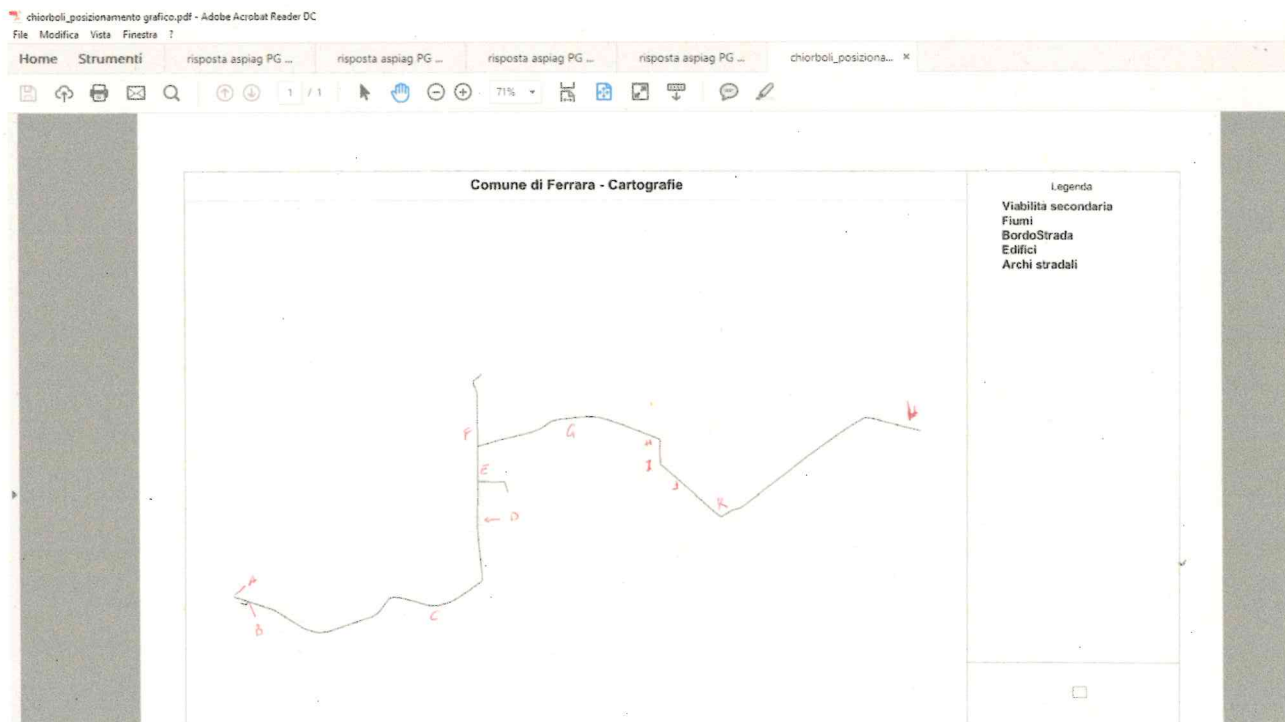 chiorboli_posizionamento grafico.pdf - Adobe Acrobat Reader DC
File Modifica Vista Finestra ?
Home Strumenti risposta aspiag PG ... risposta aspiag PG ... risposta aspiag PG ... risposta aspiag PG ... chiorboli_posiziona... ×
1 / 1 71%
Comune di Ferrara - Cartografie
Legenda
Viabilità secondaria
Fiumi
BordoStrada
Edifici
Archi stradali
F
G
H
E
I
J
K
D
A
B
C